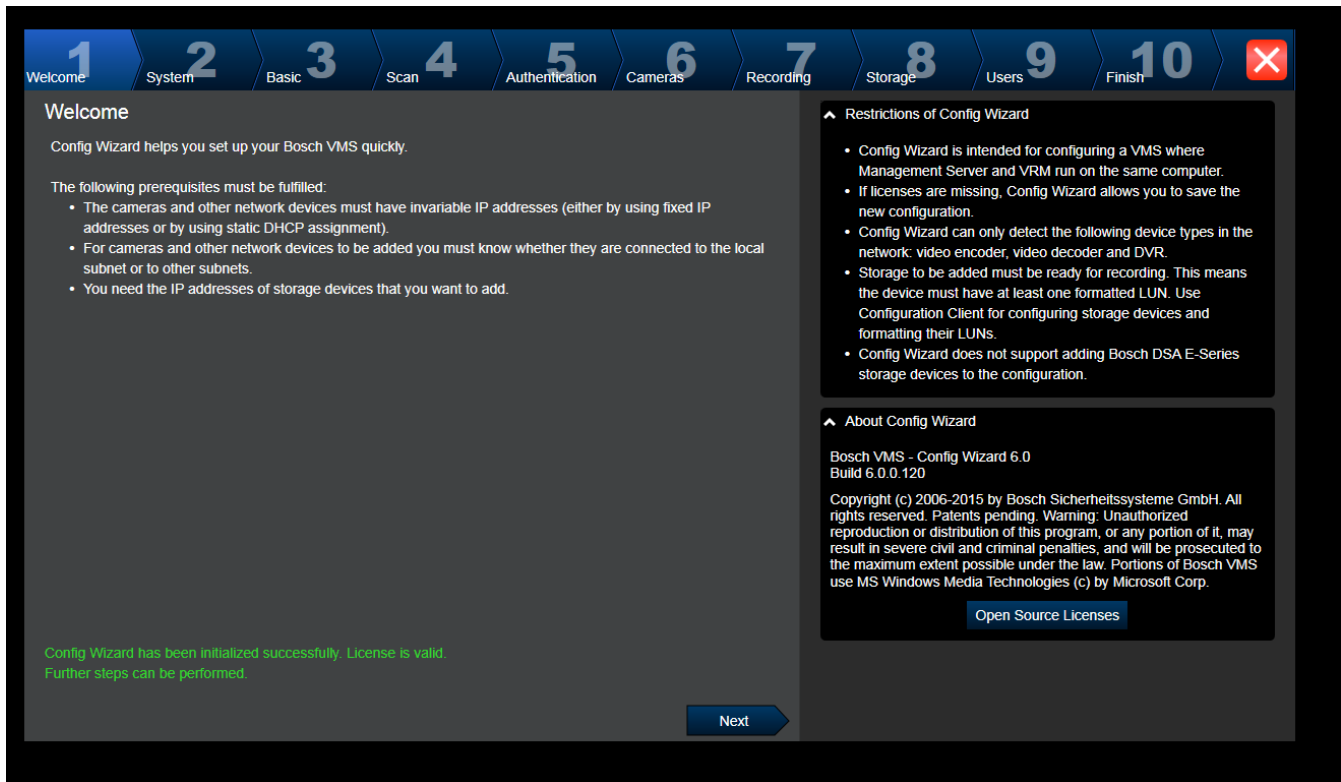 1 Welcome
2 System
3 Basic
4 Scan
5 Authentication
6 Cameras
7 Recording
8 Storage
9 Users
10 Finish
Welcome
Config Wizard helps you set up your Bosch VMS quickly.
The following prerequisites must be fulfilled:
• The cameras and other network devices must have invariable IP addresses (either by using fixed IP
addresses or by using static DHCP assignment).
• For cameras and other network devices to be added you must know whether they are connected to the local
subnet or to other subnets.
• You need the IP addresses of storage devices that you want to add.
Config Wizard has been initialized successfully. License is valid.
Further steps can be performed.
Next
Restrictions of Config Wizard
• Config Wizard is intended for configuring a VMS where
Management Server and VRM run on the same computer.
• If licenses are missing, Config Wizard allows you to save the
new configuration.
• Config Wizard can only detect the following device types in the
network: video encoder, video decoder and DVR.
• Storage to be added must be ready for recording. This means
the device must have at least one formatted LUN. Use
Configuration Client for configuring storage devices and
formatting their LUNs.
• Config Wizard does not support adding Bosch DSA E-Series
storage devices to the configuration.
About Config Wizard
Bosch VMS - Config Wizard 6.0
Build 6.0.0.120
Copyright (c) 2006-2015 by Bosch Sicherheitssysteme GmbH. All
rights reserved. Patents pending. Warning: Unauthorized
reproduction or distribution of this program, or any portion of it, may
result in severe civil and criminal penalties, and will be prosecuted to
the maximum extent possible under the law. Portions of Bosch VMS
use MS Windows Media Technologies (c) by Microsoft Corp.
Open Source Licenses